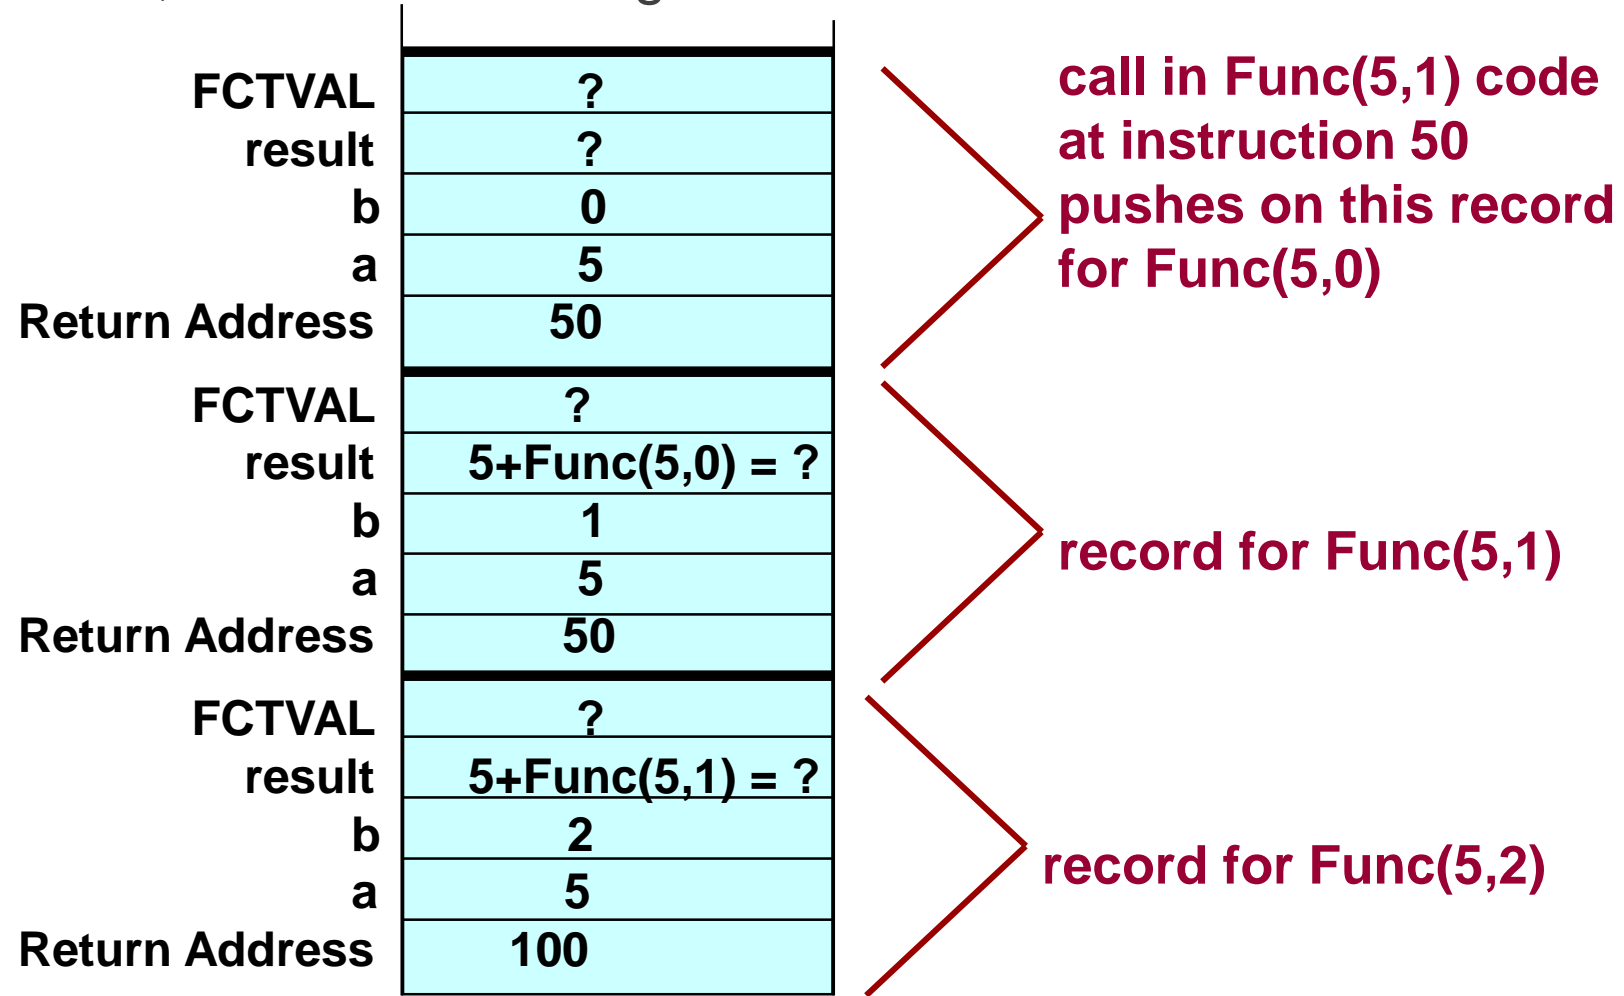 FCTVAL ?
result ?
b 0
a 5
Return Address 50
call in Func(5,1) code
at instruction 50
pushes on this record
for Func(5,0)
FCTVAL ?
result 5+Func(5,0) = ?
b 1
a 5
Return Address 50
record for Func(5,1)
FCTVAL ?
result 5+Func(5,1) = ?
b 2
a 5
Return Address 100
record for Func(5,2)